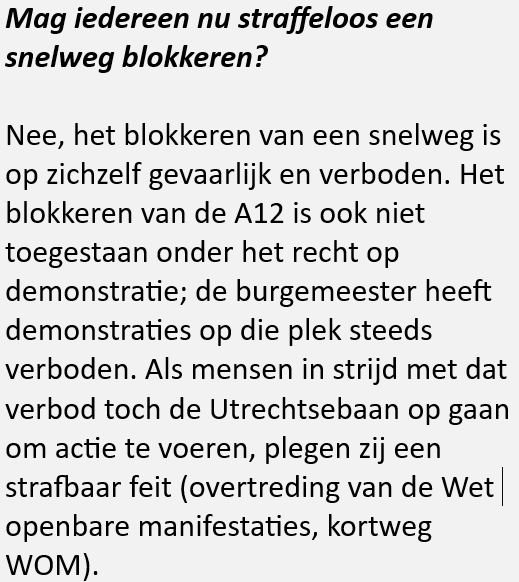 Mag iedereen nu straffeloos een
snelweg blokkeren?
Nee, het blokkeren van een snelweg is
op zichzelf gevaarlijk en verboden. Het
blokkeren van de A12 is ook niet
toegestaan onder het recht op
demonstratie; de burgemeester heeft
demonstraties op die plek steeds
verboden. Als mensen in strijd met dat
verbod toch de Utrechtsebaan op gaan
om actie te voeren, plegen zij een
strafbaar feit (overtreding van de Wet
openbare manifestaties, kortweg
WOM).